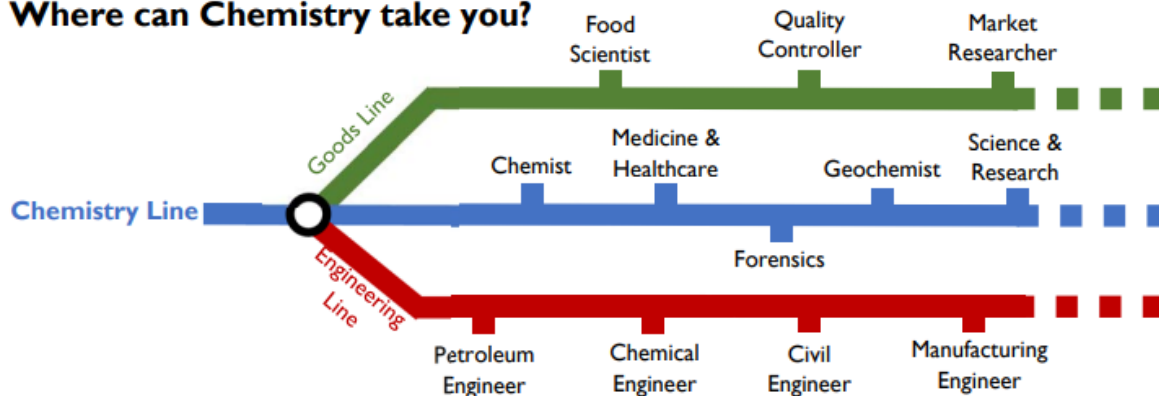 Where can Chemistry take you?
Food
Scientist
Quality
Controller
Market
Researcher
Goods Line
Chemist
Medicine &
Healthcare
Geochemist
Science &
Research
Chemistry Line
Forensics
Engineering
Line
Petroleum
Engineer
Chemical
Engineer
Civil
Engineer
Manufacturing
Engineer